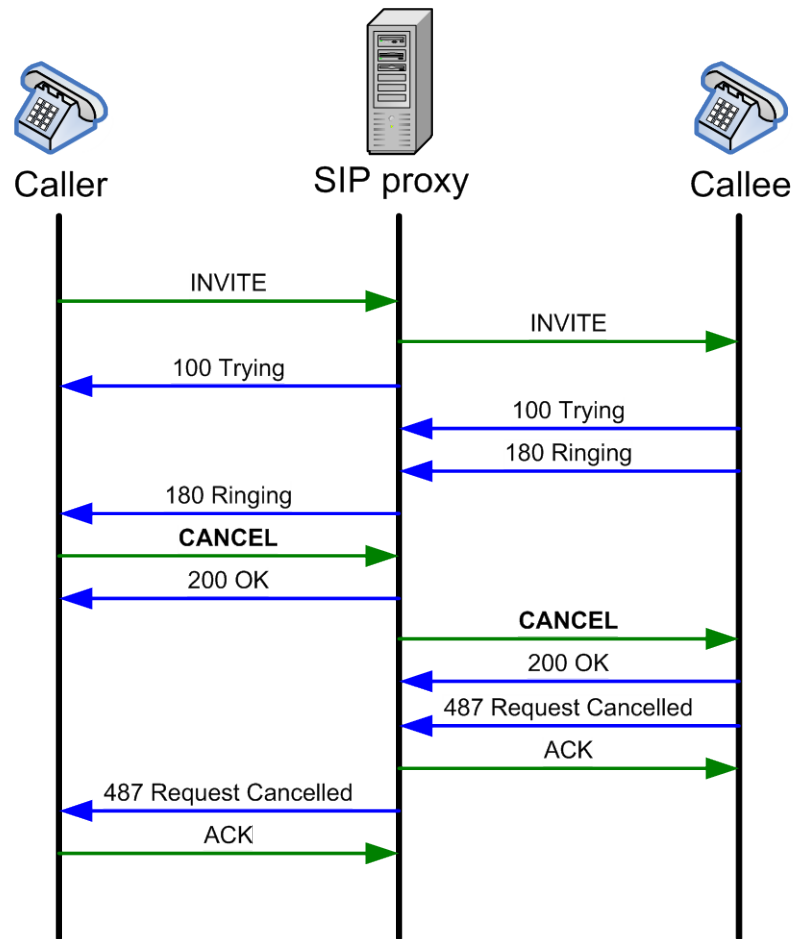 Caller
SIP proxy
Callee
INVITE
INVITE
100 Trying
100 Trying
180 Ringing
180 Ringing
CANCEL
200 OK
CANCEL
200 OK
487 Request Cancelled
ACK
487 Request Cancelled
ACK